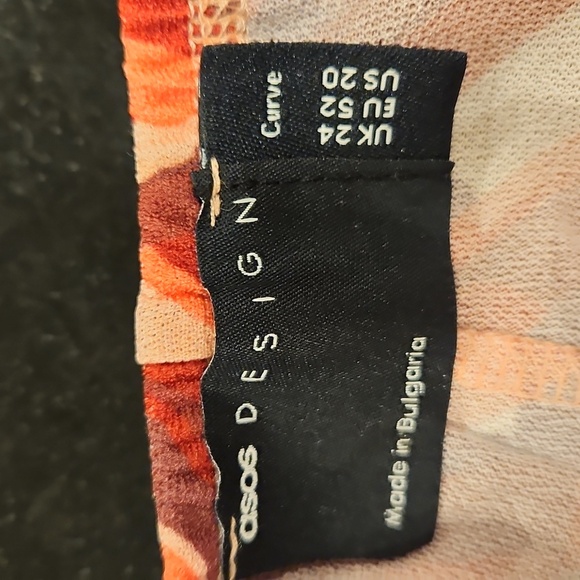 asos DESIGN
Made in Bulgaria
Curve
UK 24
EU 52
US 20